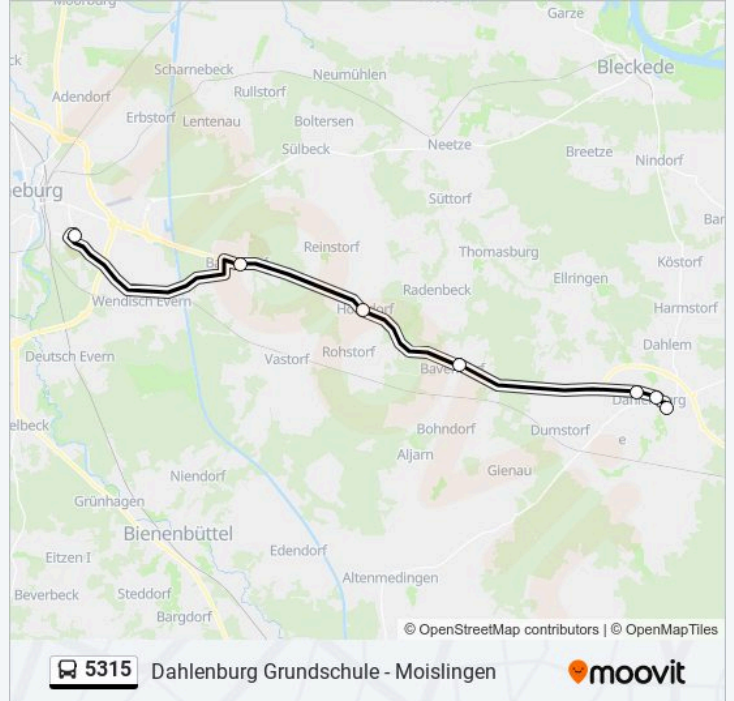 Moorburg
Garze
ck
Scharnebeck
Neumühlen
Bleckede
Adendorf
Rullstorf
Erbstorf
Lentenau
Boltersen
Sülbeck
Neetze
Breetze
Nindorf
eburg
Süttorf
Bar
Reinstorf
Thomasburg
Köstorf
Ellringen
Wendisch Evern
Radenbeck
Harmstorf
Deutsch Evern
Vastorf
Rohstorf
Dahlem
elbeck
Bohndorf
Dumstorf
e
Aljarn
Gienau
Niendorf
Grünhagen
Bienenbüttel
Eitzen I
Edendorf
Altenmedingen
Beverbeck
Steddorf
Bargdorf
© OpenStreetMap contributors | © OpenMapTiles
5315 Dahlenburg Grundschule - Moislingen
moovit